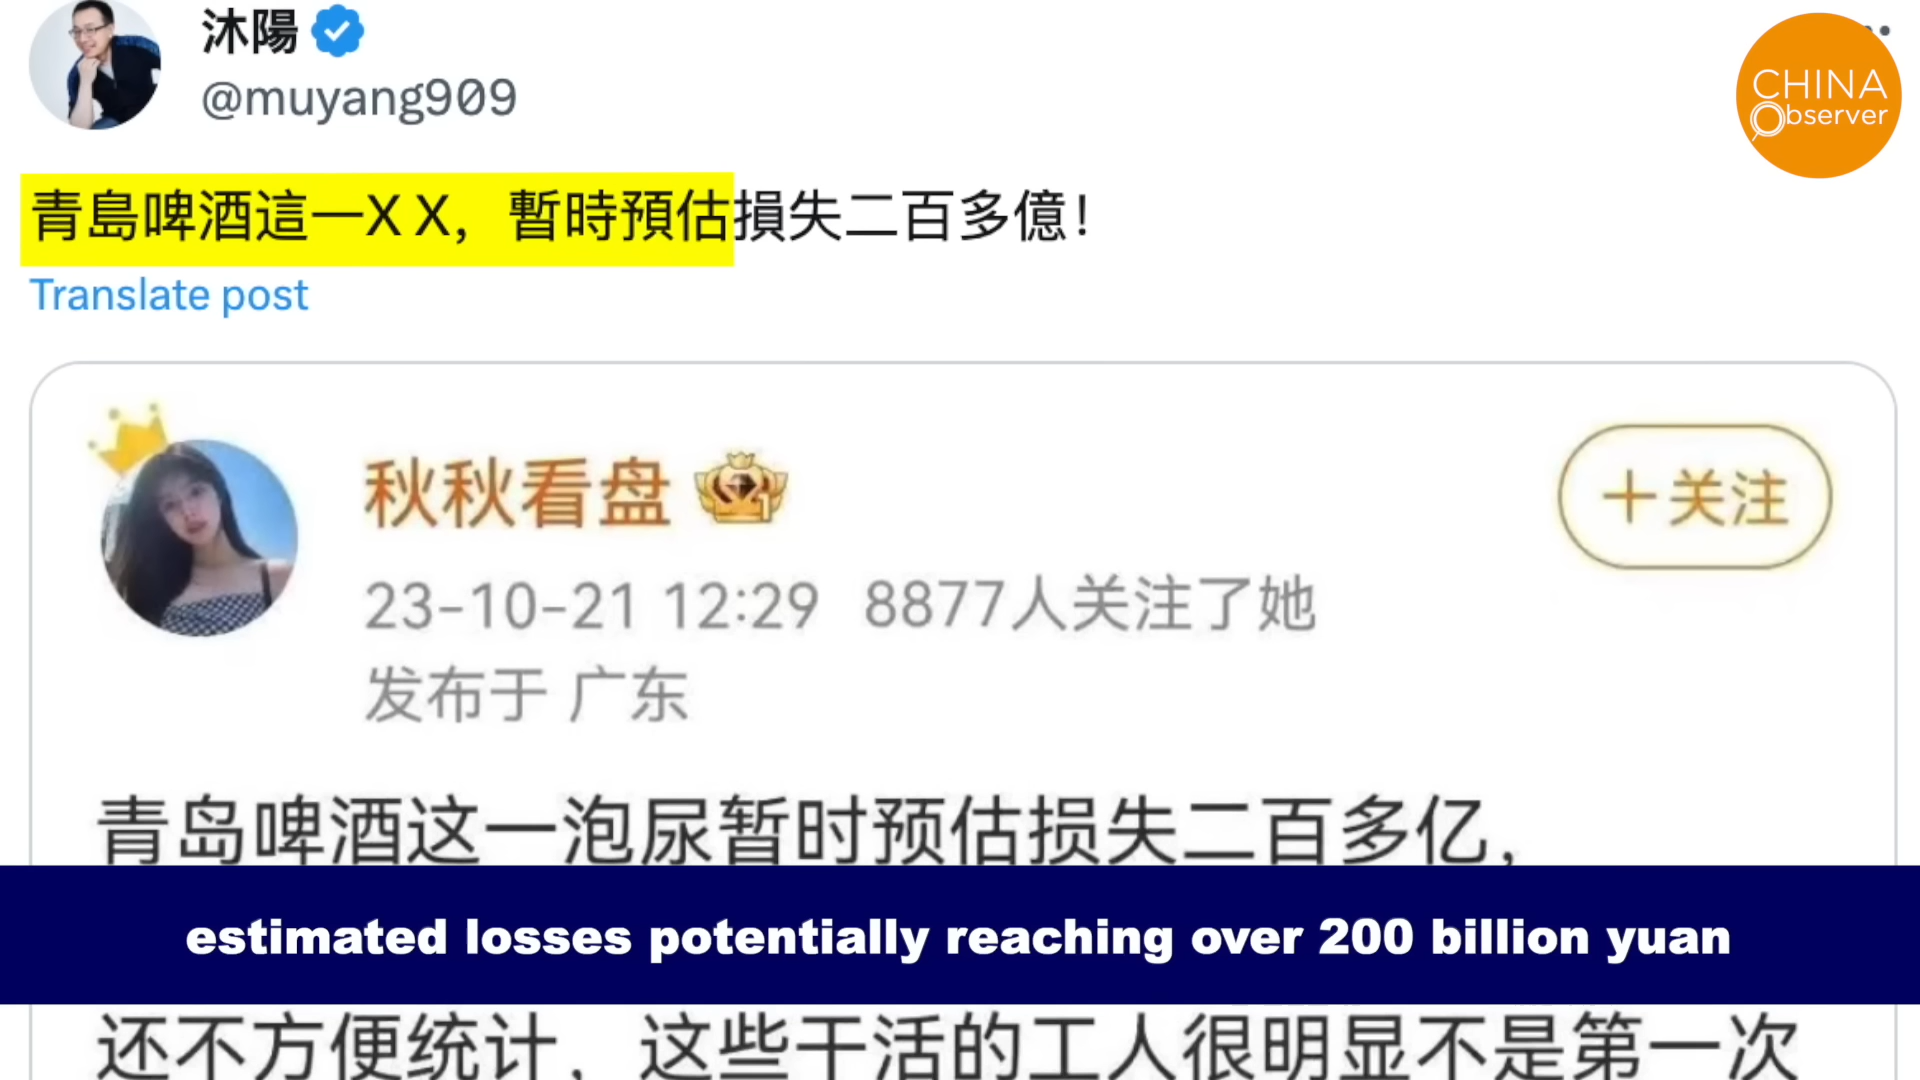 沐陽
@muyang909
CHINA
Observer
青島啤酒這一XX，暫時預估損失二百多億！
Translate post
秋秋看盘
+关注
23-10-21 12:29 8877人关注了她
发布于 广东
青岛啤酒这一泡尿暂时预估损失二百多亿，
estimated losses potentially reaching over 200 billion yuan
还不方便统计，这些干活的工人很明显不是第一次